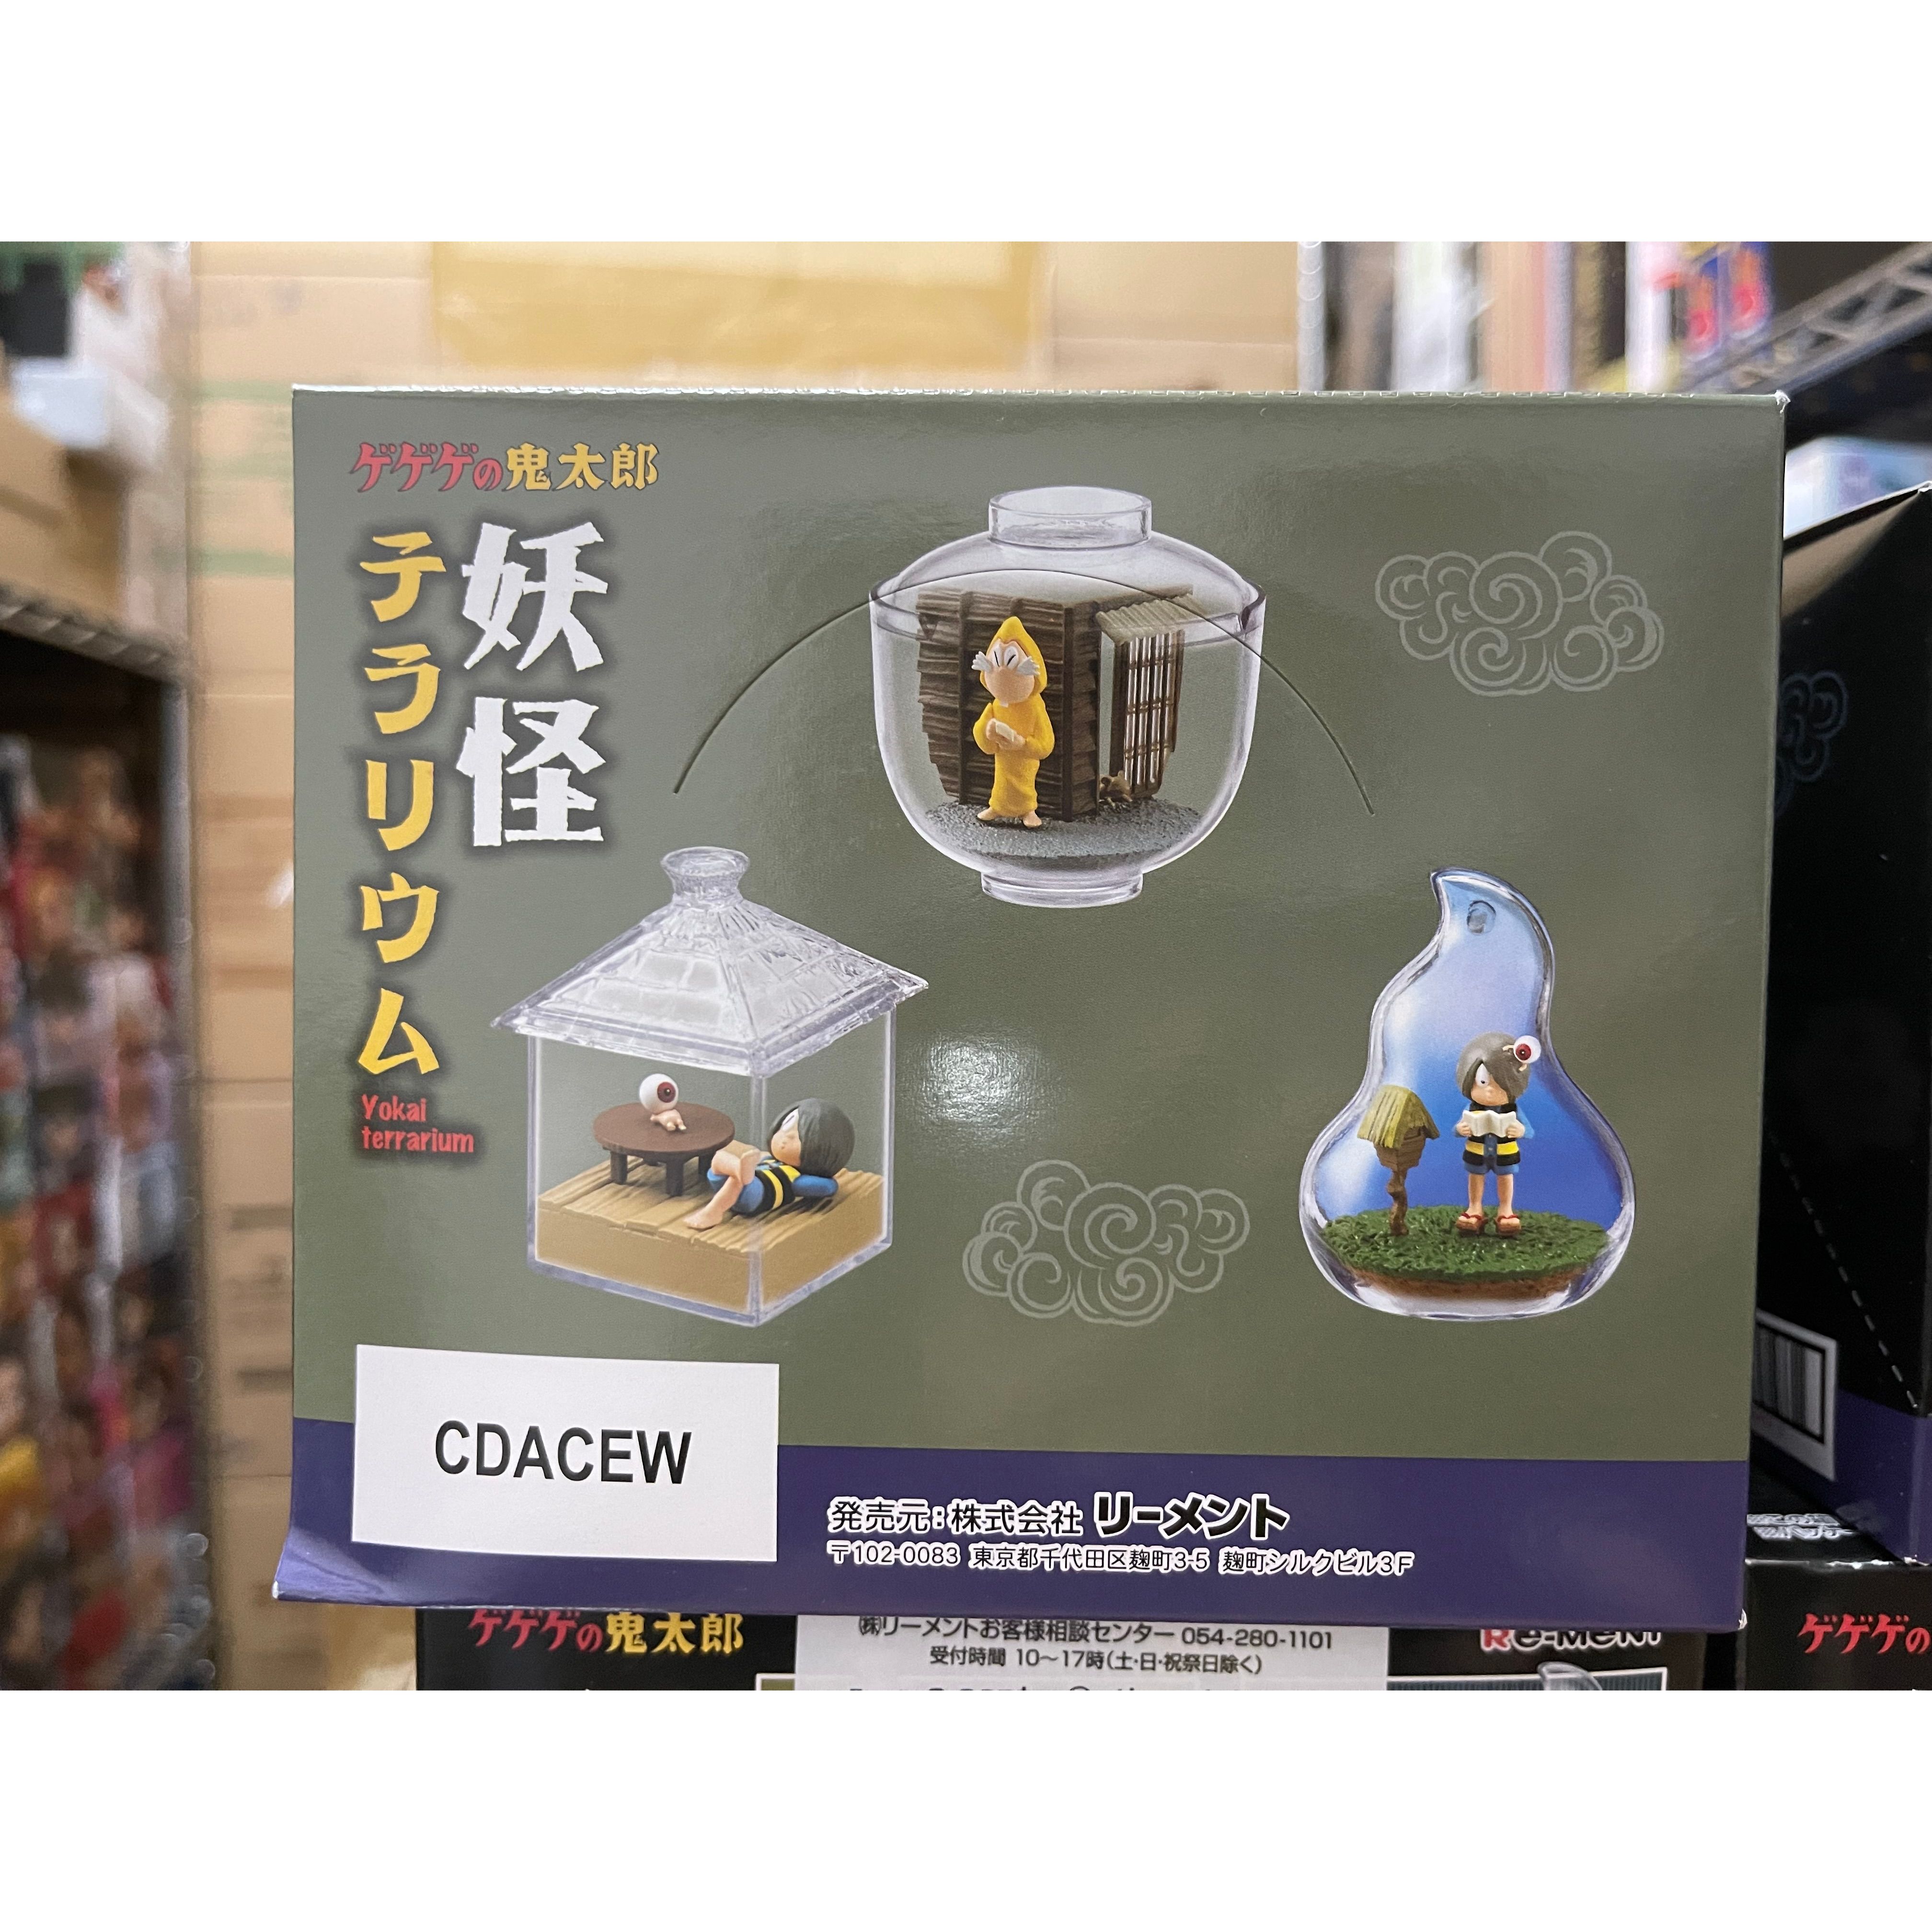 ゲゲゲの鬼太郎
妖怪
テラリウム
Yokai
terrarium
CDACEW
発売元:株式会社 リーメント
〒102-0083 東京都千代田区麹町3-5 麹町シルクビル3F
ゲゲゲの鬼太郎
㈱リーメントお客様相談センター 054-280-1101
受付時間 10〜17時(土・日・祝祭日除く)
Re-MeNT
ゲゲゲの